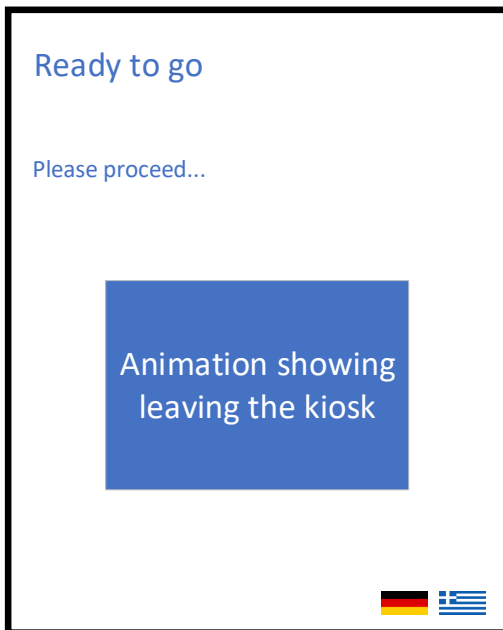 Ready to go
Please proceed...
Animation showing
leaving the kiosk